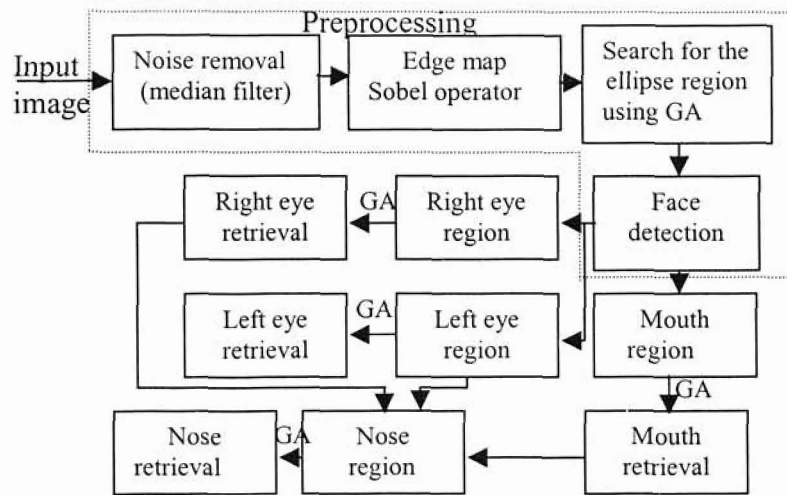 Preprocessing
Input
image
Noise removal
(median filter)
Edge map
Sobel operator
Search for the
ellipse region
using GA
Right eye
retrieval
GA
Right eye
region
Face
detection
Left eye
retrieval
GA
Left eye
region
Mouth
region
GA
Nose
retrieval
GA
Nose
region
Mouth
retrieval